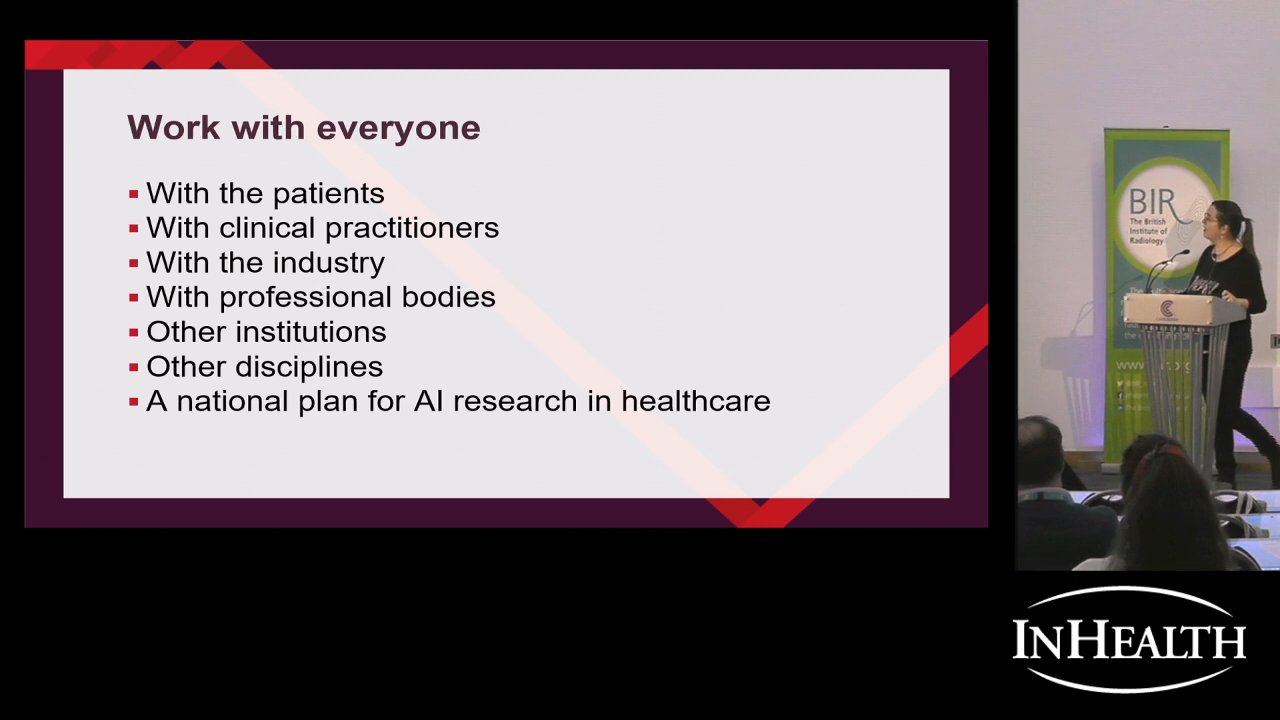 Work with everyone
With the patients
With clinical practitioners
With the industry
With professional bodies
Other institutions
Other disciplines
A national plan for AI research in healthcare
BIR
The British
Institute of
Radiology
INHEALTH